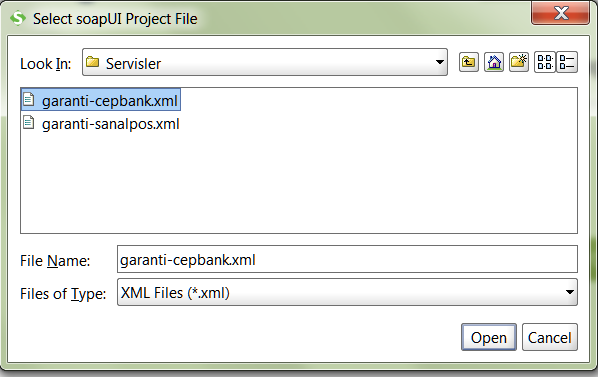 Select soapUI Project File
Look In: Servisler
garanti-cepbank.xml
garanti-sanalpos.xml
File Name: garanti-cepbank.xml
Files of Type: XML Files (*.xml)
Open Cancel